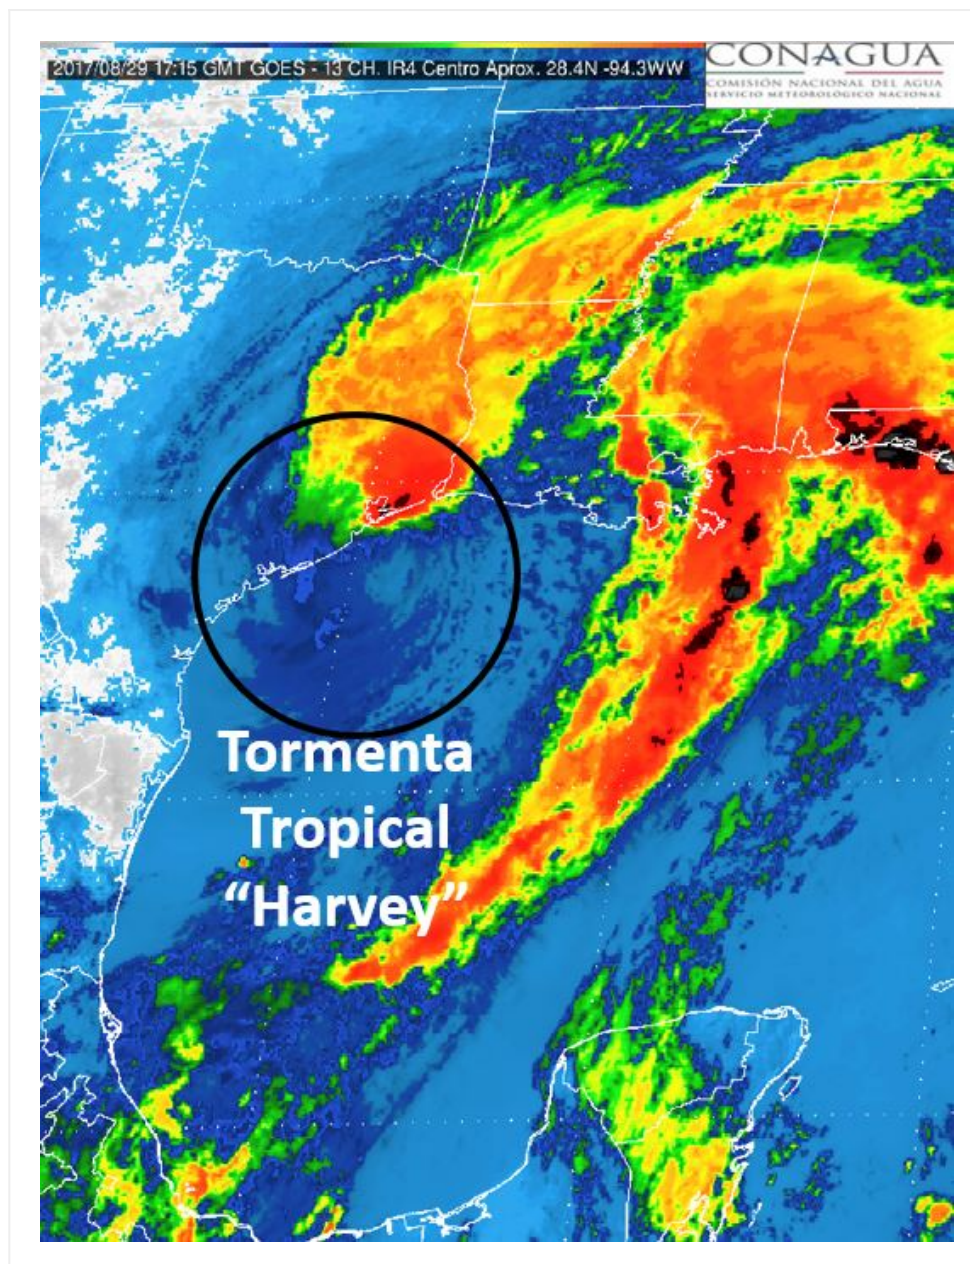 2017/08/29 17:15 GMT GOES - 13 CH. IR4 Centro Aprox. 28.4N -94.3WW
CONAGUA
COMISIÓN NACIONAL DEL AGUA
SERVICIO METEOROLÓGICO NACIONAL
Tormenta
Tropical
“Harvey”